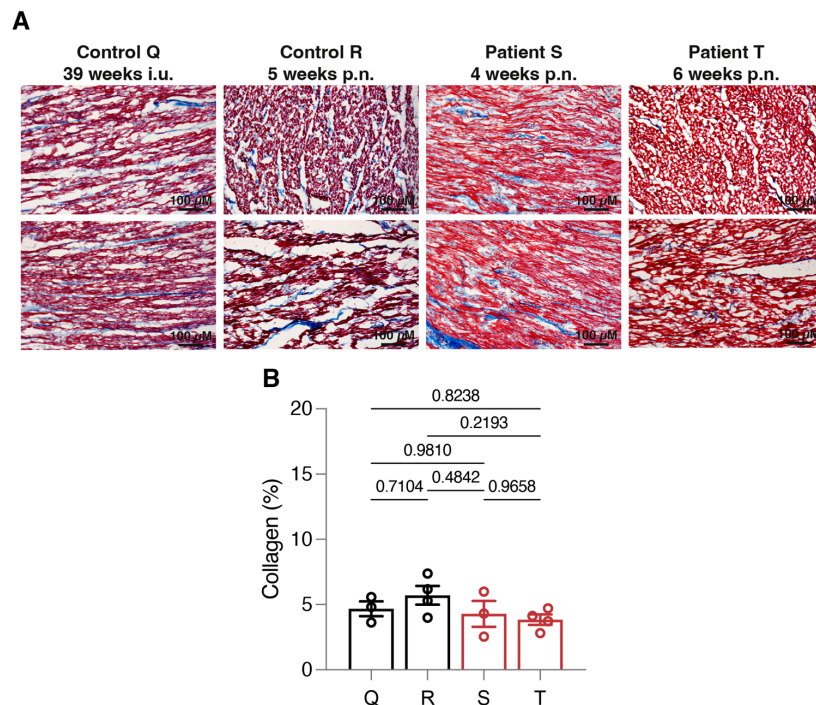 A
Control Q
39 weeks i.u.
Control R
5 weeks p.n.
Patient S
4 weeks p.n.
Patient T
6 weeks p.n.
100 µM
100 µM
100 µM
100 µM
100 µM
100 µM
100 µM
100 µM
B
0.8238
0.2193
0.9810
0.7104
0.4842
0.9658
Collagen (%)
20
15
10
5
0
Q
R
S
T